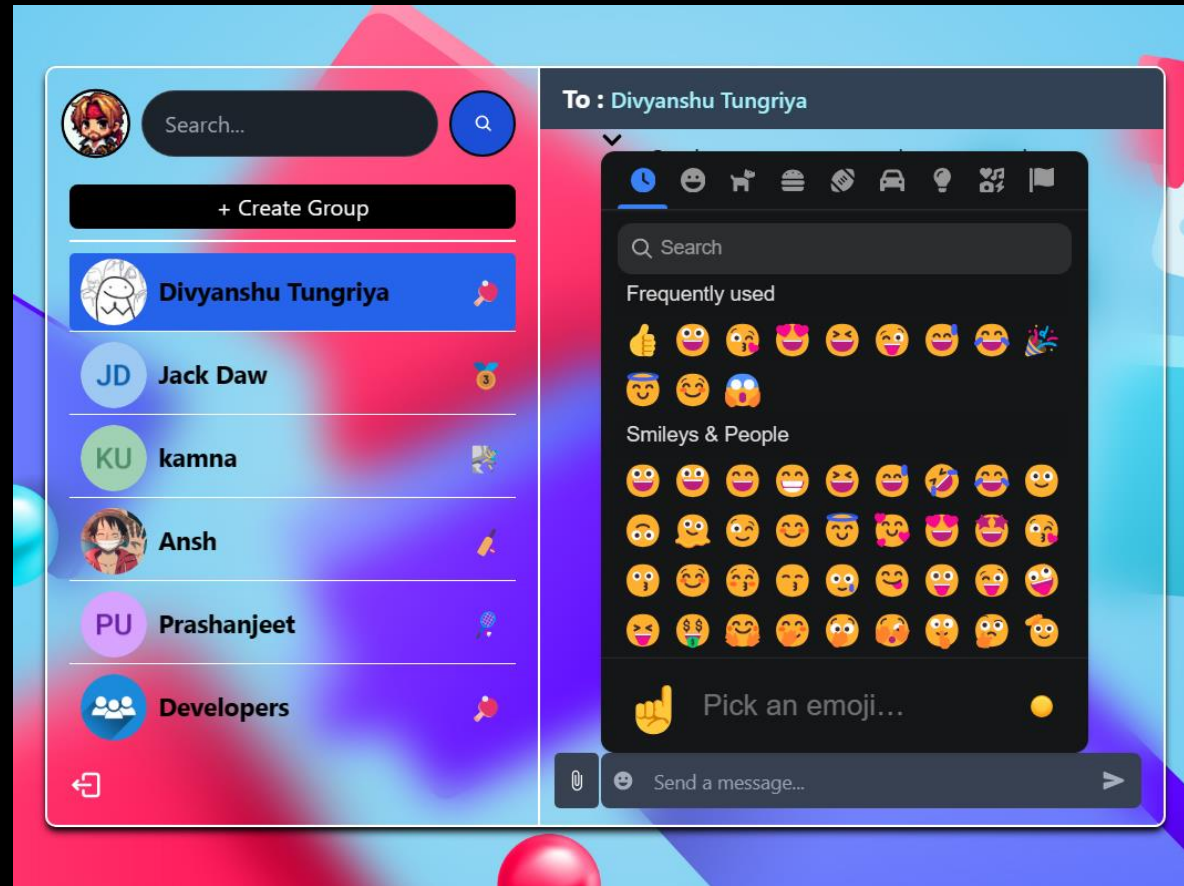 Search...
+ Create Group
Divyanshu Tungriya
JD
Jack Daw
KU
kamna
Ansh
PU
Prashanjeet
Developers
To : Divyanshu Tungriya
Search
Frequently used
Smileys & People
Pick an emoji...
Send a message...